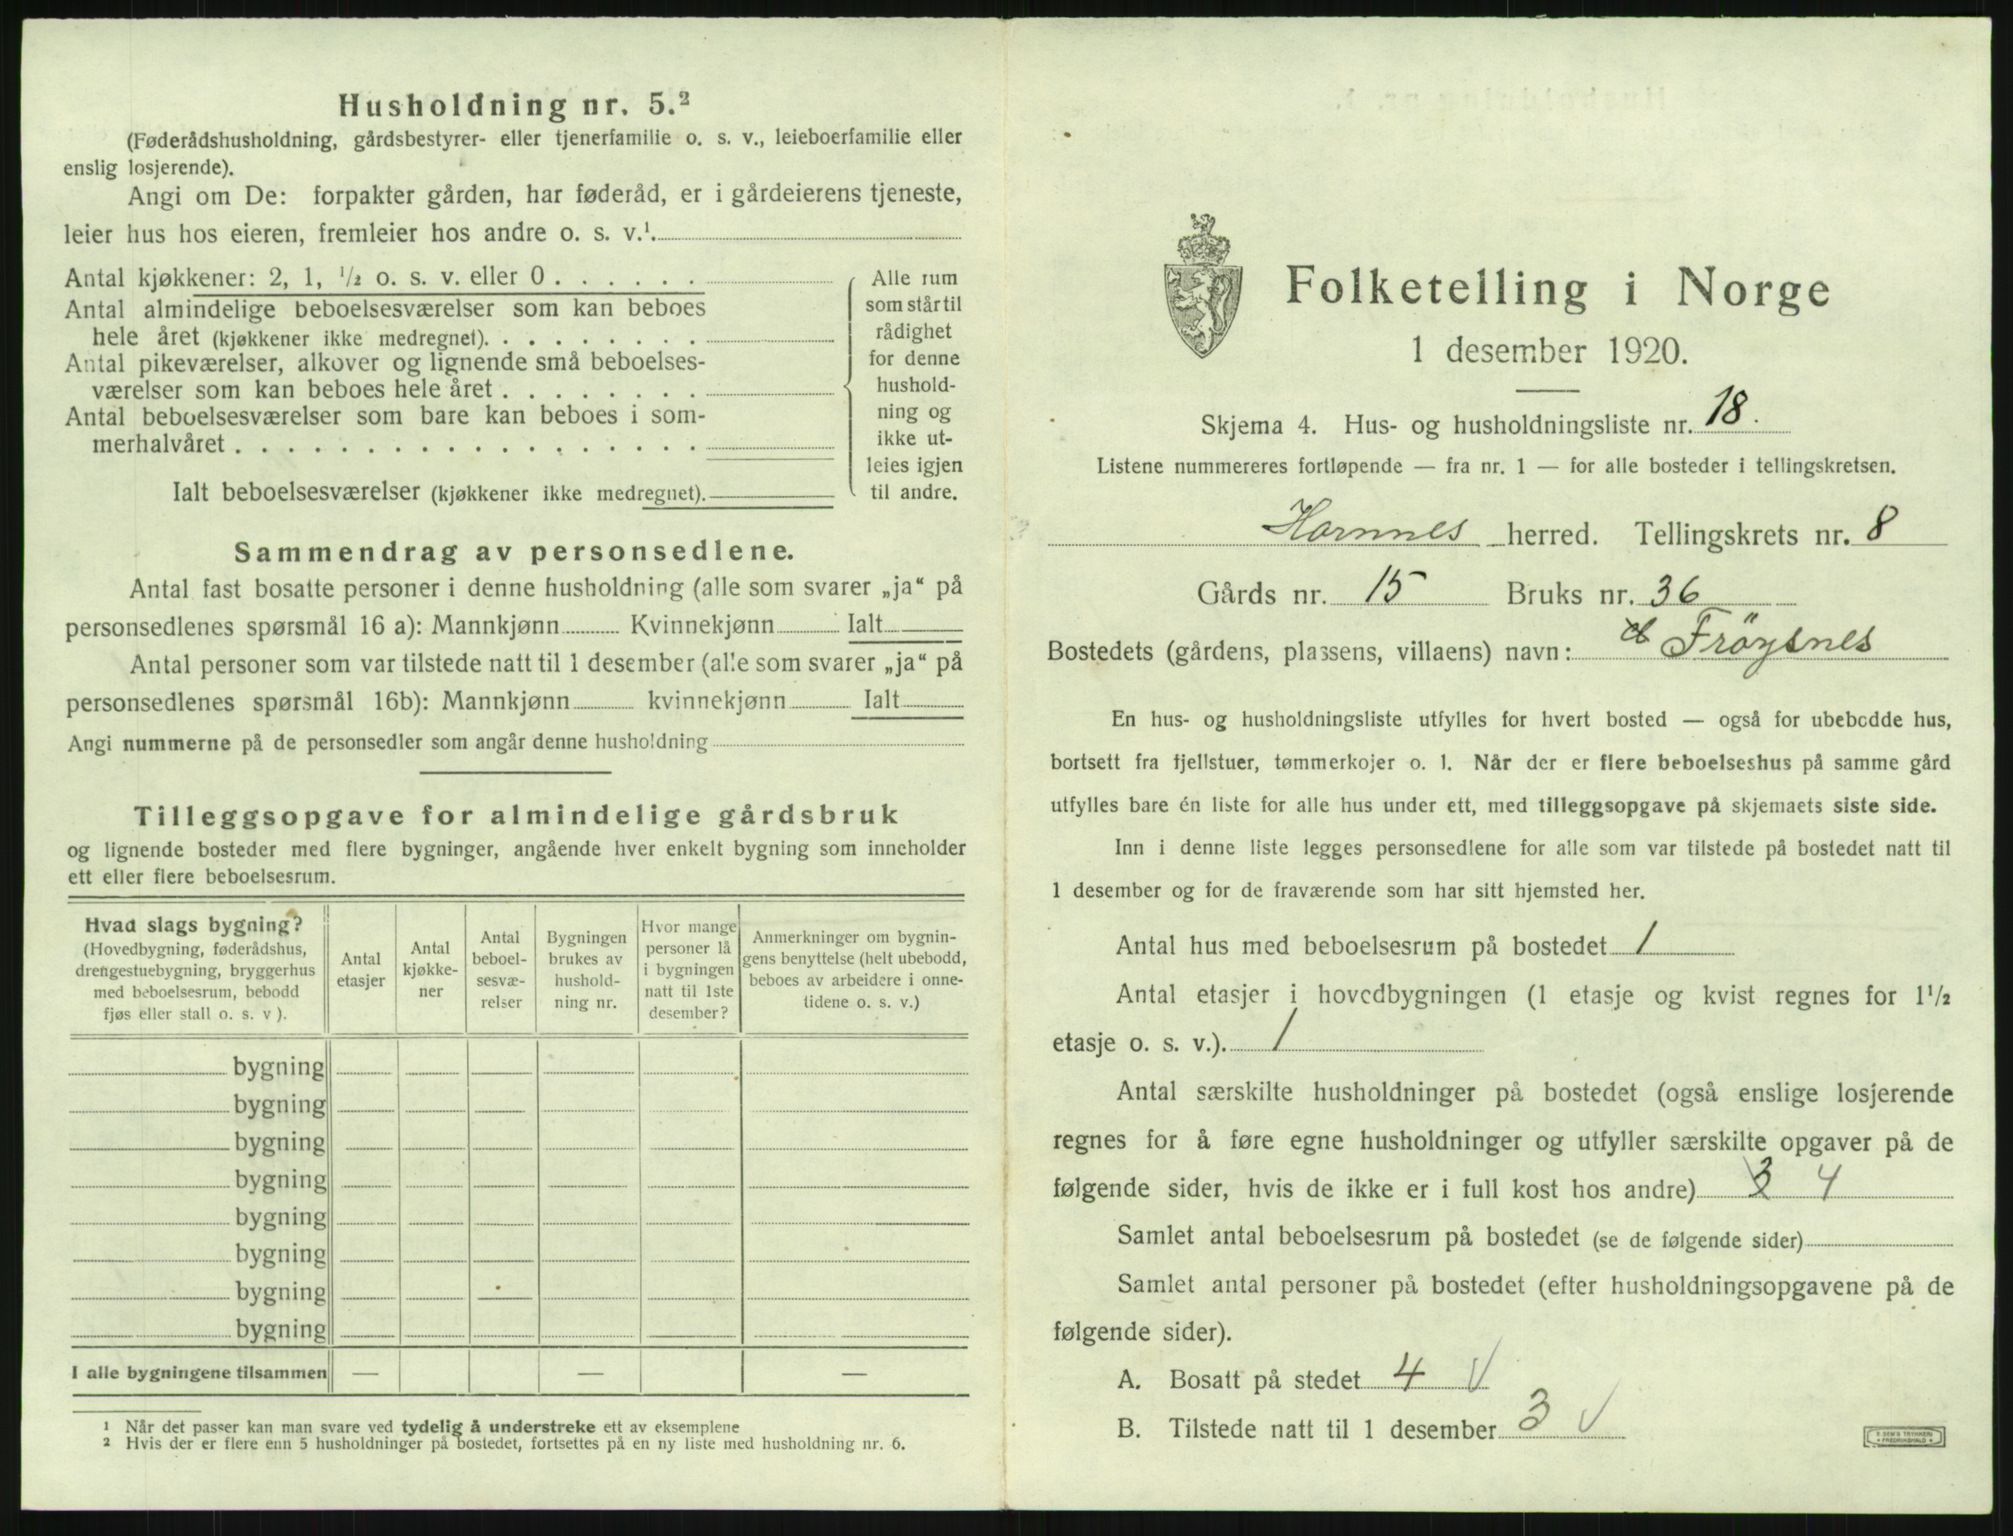 Husholdning nr. 5.²
(Føderådshusholdning, gårdsbestyrer- eller tjenerfamilie o. s. v., leieboerfamilie eller
enslig losjerende).
Angi om De: forpakter gården, har føderåd, er i gårdeierens tjeneste,
leier hus hos eieren, fremleier hos andre o. s. v.¹
Antal kjøkkener: 2, 1, ½ o. s. v. eller 0 . . . . . .
Antal almindelige beboelsesværelser som kan beboes
hele året (kjøkkener ikke medregnet). . . . . . . . .
Antal pikeværelser, alkover og lignende små beboelses-
værelser som kan beboes hele året . . . . . . . .
Antal beboelsesværelser som bare kan beboes i som-
merhalvåret . . . . . . . . . . . . . . . . . .
Ialt beboelsesværelser (kjøkkener ikke medregnet).
Alle rum
som står til
rådighet
for denne
hushold-
ning og
ikke ut-
leies igjen
til andre.
Sammendrag av personsedlene.
Antal fast bosatte personer i denne husholdning (alle som svarer „ja“ på
personsedlenes spørsmål 16 a): Mannkjønn Kvinnekjønn Ialt
Antal personer som var tilstede natt til 1 desember (alle som svarer „ja“ på
personsedlenes spørsmål 16b): Mannkjønn kvinnekjønn Ialt
Angi nummerne på de personsedler som angår denne husholdning
Tilleggsopgave for almindelige gårdsbruk
og lignende bosteder med flere bygninger, angående hver enkelt bygning som inneholder
ett eller flere beboelsesrum.
Hvad slags bygning?
(Hovedbygning, føderådshus,
drengestuebygning, bryggerhus
med beboelsesrum, bebodd
fjøs eller stall o. s. v ).
Antal
etasjer
Antal
kjøkke-
ner
Antal
beboel-
sesvæ-
relser
Bygningen
brukes av
hushold-
ning nr.
Hvor mange
personer lå
i bygningen
natt til 1ste
desember?
Anmerkninger om bygnin-
gens benyttelse (helt ubebodd,
beboes av arbeidere i onne-
tidene o. s. v.)
bygning
bygning
bygning
bygning
bygning
bygning
bygning
bygning
I alle bygningene tilsammen — — —
¹ Når det passer kan man svare ved tydelig å understreke ett av eksemplene
² Hvis der er flere enn 5 husholdninger på bostedet, fortsettes på en ny liste med husholdning nr. 6.
Folketelling i Norge
1 desember 1920.
Skjema 4. Hus- og husholdningsliste nr. 18.
Listene nummereres fortløpende — fra nr. 1 — for alle bosteder i tellingskretsen.
Hornnes herred. Tellingskrets nr. 8
Gårds nr. 15 Bruks nr. 36
Bostedets (gårdens, plassens, villaens) navn: Fröysnes
En hus- og husholdningsliste utfylles for hvert bosted — også for ubebodde hus,
bortsett fra fjellstuer, tømmerkojer o. l. Når der er flere beboelseshus på samme gård
utfylles bare én liste for alle hus under ett, med tilleggsopgave på skjemaets siste side.
Inn i denne liste legges personsedlene for alle som var tilstede på bostedet natt til
1 desember og for de fraværende som har sitt hjemsted her.
Antal hus med beboelsesrum på bostedet 1
Antal etasjer i hovedbygningen (1 etasje og kvist regnes for 1½
etasje o. s. v.). 1
Antal særskilte husholdninger på bostedet (også enslige losjerende
regnes for å føre egne husholdninger og utfyller særskilte opgaver på de
følgende sider, hvis de ikke er i full kost hos andre) 3 4
Samlet antal beboelsesrum på bostedet (se de følgende sider)
Samlet antal personer på bostedet (efter husholdningsopgavene på de
følgende sider).
A. Bosatt på stedet 4 V
B. Tilstede natt til 1 desember 3 V